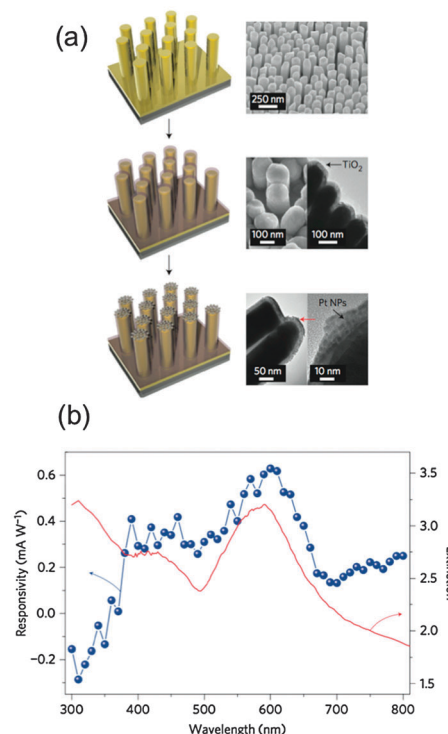 (a)
250 nm
TiO2
100 nm
100 nm
Pt NPs
50 nm
10 nm
(b)
Responsivity (mA W⁻¹)
0.6
0.4
0.2
0.0
−0.2
3.5
3.0
2.5
2.0
1.5
300
400
500
600
700
800
Wavelength (nm)